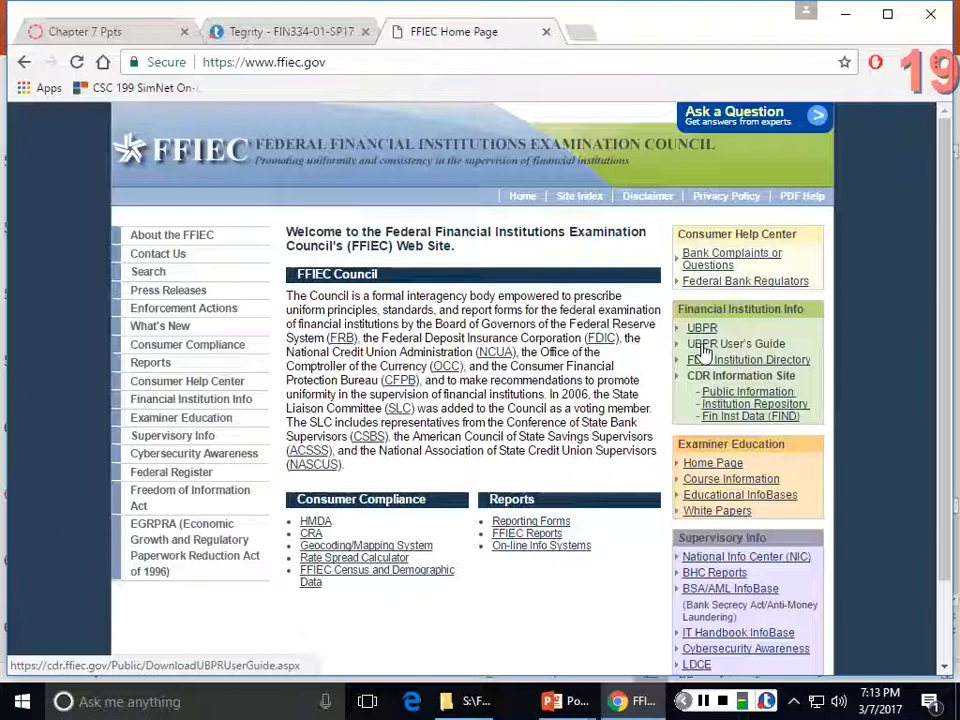 Chapter 7 Ppts
Tegrity - FIN334-01-SP17
FFIEC Home Page
Secure
https://www.ffiec.gov
19
Apps
CSC 199 SimNet On-
Ask a Question
Get answers from experts
FFIEC FEDERAL FINANCIAL INSTITUTIONS EXAMINATION COUNCIL
Promoting uniformity and consistency in the supervision of financial institutions
Home
Site Index
Disclaimer
Privacy Policy
PDF Help
About the FFIEC
Contact Us
Search
Press Releases
Enforcement Actions
What's New
Consumer Compliance
Reports
Consumer Help Center
Financial Institution Info
Examiner Education
Supervisory Info
Cybersecurity Awareness
Federal Register
Freedom of Information
Act
EGRPRA (Economic
Growth and Regulatory
Paperwork Reduction Act
of 1996)
Welcome to the Federal Financial Institutions Examination
Council's (FFIEC) Web Site.
FFIEC Council
The Council is a formal interagency body empowered to prescribe
uniform principles, standards, and report forms for the federal examination
of financial institutions by the Board of Governors of the Federal Reserve
System (FRB), the Federal Deposit Insurance Corporation (FDIC), the
National Credit Union Administration (NCUA), the Office of the
Comptroller of the Currency (OCC), and the Consumer Financial
Protection Bureau (CFPB), and to make recommendations to promote
uniformity in the supervision of financial institutions. In 2006, the State
Liaison Committee (SLC) was added to the Council as a voting member.
The SLC includes representatives from the Conference of State Bank
Supervisors (CSBS), the American Council of State Savings Supervisors
(ACSSS), and the National Association of State Credit Union Supervisors
(NASCUS).
Consumer Compliance
HMDA
CRA
Geocoding/Mapping System
Rate Spread Calculator
FFIEC Census and Demographic
Data
Reports
Reporting Forms
FFIEC Reports
On-line Info Systems
Consumer Help Center
Bank Complaints or
Questions
Federal Bank Regulators
Financial Institution Info
UBPR
UBPR User's Guide
Institution Directory
CDR Information Site
- Public Information
- Institution Repository
- Fin Inst Data (FIND)
Examiner Education
Home Page
Course Information
Educational InfoBases
White Papers
Supervisory Info
National Info Center (NIC)
BHC Reports
BSA/AML InfoBase
(Bank Secrecy Act/Anti-Money
Laundering)
IT Handbook InfoBase
Cybersecurity Awareness
LDCE
https://cdr.ffiec.gov/Public/DownloadUBPRUserGuide.aspx
Ask me anything
S:\F...
Po...
FFI...
7:13 PM
3/7/2017
1